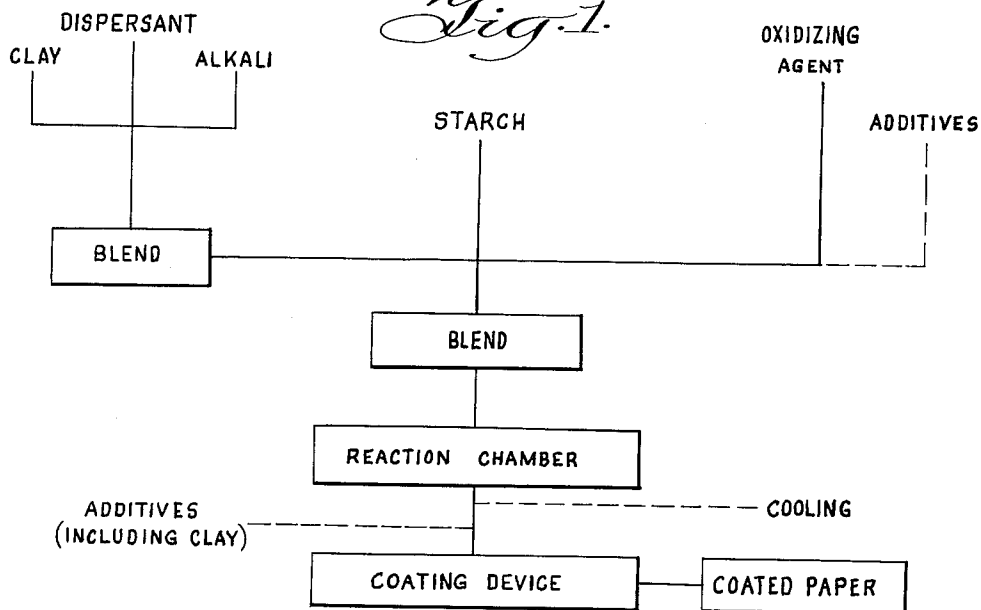 Fig. 1.
DISPERSANT
CLAY
ALKALI
OXIDIZING
AGENT
STARCH
ADDITIVES
BLEND
BLEND
REACTION CHAMBER
ADDITIVES
(INCLUDING CLAY)
COOLING
COATING DEVICE
COATED PAPER